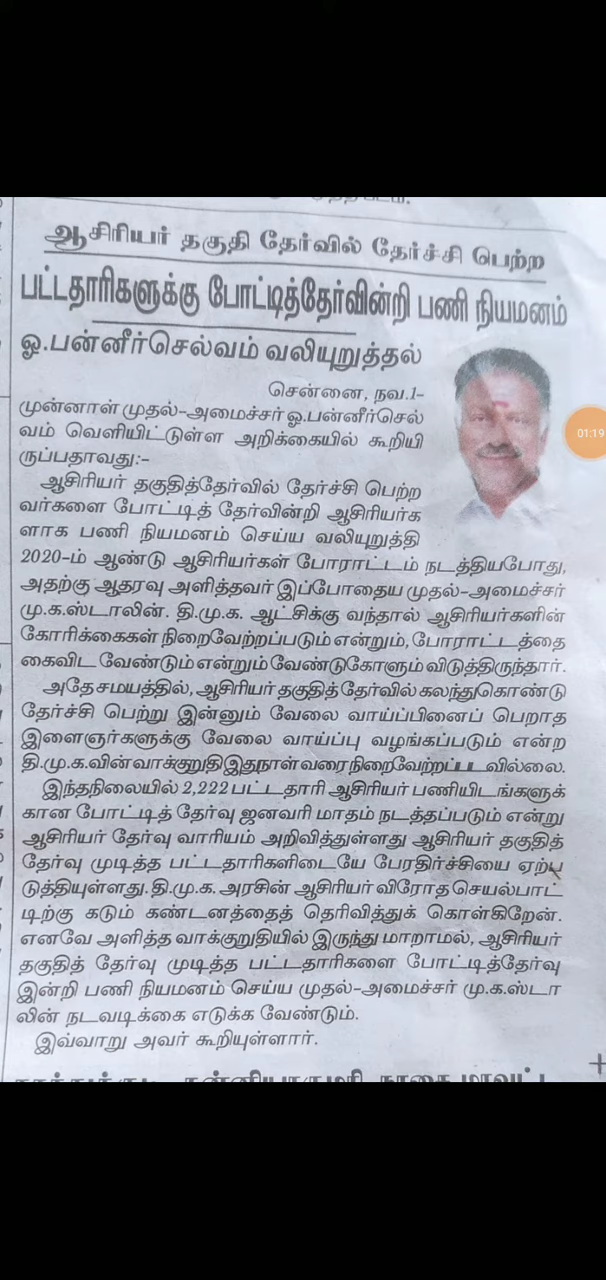 ஆசிரியர் தகுதி தேர்வில் தேர்ச்சி பெற்ற
பட்டதாரிகளுக்கு போட்டித்தேர்வின்றி பணி நியமனம்
ஓ.பன்னீர்செல்வம் வலியுறுத்தல்
சென்னை, நவ.1-
முன்னாள் முதல்-அமைச்சர் ஓ.பன்னீர்செல்
வம் வெளியிட்டுள்ள அறிக்கையில் கூறியி
ருப்பதாவது:-
ஆசிரியர் தகுதித்தேர்வில் தேர்ச்சி பெற்ற
வர்களை போட்டித் தேர்வின்றி ஆசிரியர்க
ளாக பணி நியமனம் செய்ய வலியுறுத்தி
2020-ம் ஆண்டு ஆசிரியர்கள் போராட்டம் நடத்தியபோது,
அதற்கு ஆதரவு அளித்தவர் இப்போதைய முதல்-அமைச்சர்
மு.க.ஸ்டாலின். தி.மு.க. ஆட்சிக்கு வந்தால் ஆசிரியர்களின்
கோரிக்கைகள் நிறைவேற்றப்படும் என்றும், போராட்டத்தை
கைவிட வேண்டும் என்றும் வேண்டுகோளும் விடுத்திருந்தார்.
அதேசமயத்தில், ஆசிரியர் தகுதித்தேர்வில் கலந்துகொண்டு
தேர்ச்சி பெற்று இன்னும் வேலை வாய்ப்பினைப் பெறாத
இளைஞர்களுக்கு வேலை வாய்ப்பு வழங்கப்படும் என்ற
தி.மு.க.வின் வாக்குறுதி இதுநாள் வரை நிறைவேற்றப்படவில்லை.
இந்தநிலையில் 2,222 பட்டதாரி ஆசிரியர் பணியிடங்களுக்
கான போட்டித் தேர்வு ஜனவரி மாதம் நடத்தப்படும் என்று
ஆசிரியர் தேர்வு வாரியம் அறிவித்துள்ளது ஆசிரியர் தகுதித்
தேர்வு முடித்த பட்டதாரிகளிடையே பேரதிர்ச்சியை ஏற்ப
டுத்தியுள்ளது. தி.மு.க. அரசின் ஆசிரியர் விரோத செயல்பாட்
டிற்கு கடும் கண்டனத்தைத் தெரிவித்துக் கொள்கிறேன்.
எனவே அளித்த வாக்குறுதியில் இருந்து மாறாமல், ஆசிரியர்
தகுதித் தேர்வு முடித்த பட்டதாரிகளை போட்டித்தேர்வு
இன்றி பணி நியமனம் செய்ய முதல்-அமைச்சர் மு.க.ஸ்டா
லின் நடவடிக்கை எடுக்க வேண்டும்.
இவ்வாறு அவர் கூறியுள்ளார்.
01:19